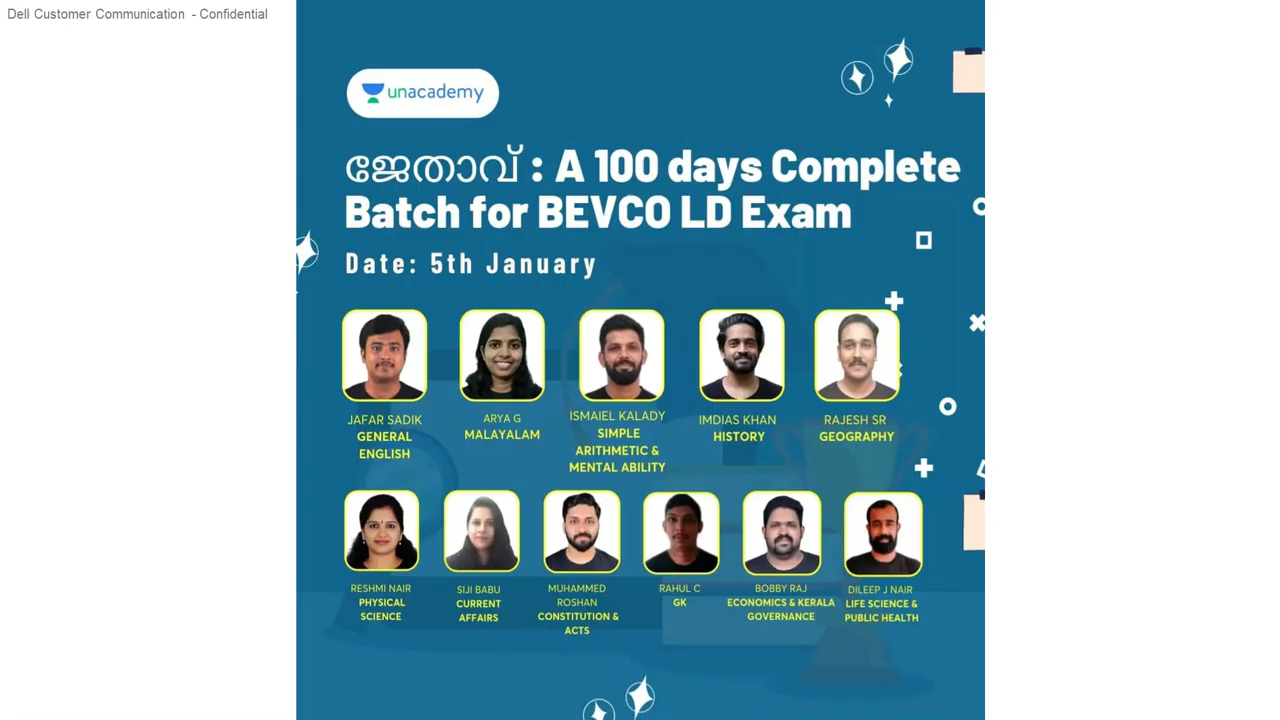 Dell Customer Communication - Confidential
unacademy
ജേതാവ് : A 100 days Complete
Batch for BEVCO LD Exam
Date: 5th January
JAFAR SADIK
GENERAL
ENGLISH
ARYA G
MALAYALAM
ISMAIEL KALADY
SIMPLE
ARITHMETIC &
MENTAL ABILITY
IMDIAS KHAN
HISTORY
RAJESH SR
GEOGRAPHY
RESHMI NAIR
PHYSICAL
SCIENCE
SIJI BABU
CURRENT
AFFAIRS
MUHAMMED
ROSHAN
CONSTITUTION &
ACTS
RAHUL C
GK
BOBBY RAJ
ECONOMICS & KERALA
GOVERNANCE
DILEEP J NAIR
LIFE SCIENCE &
PUBLIC HEALTH